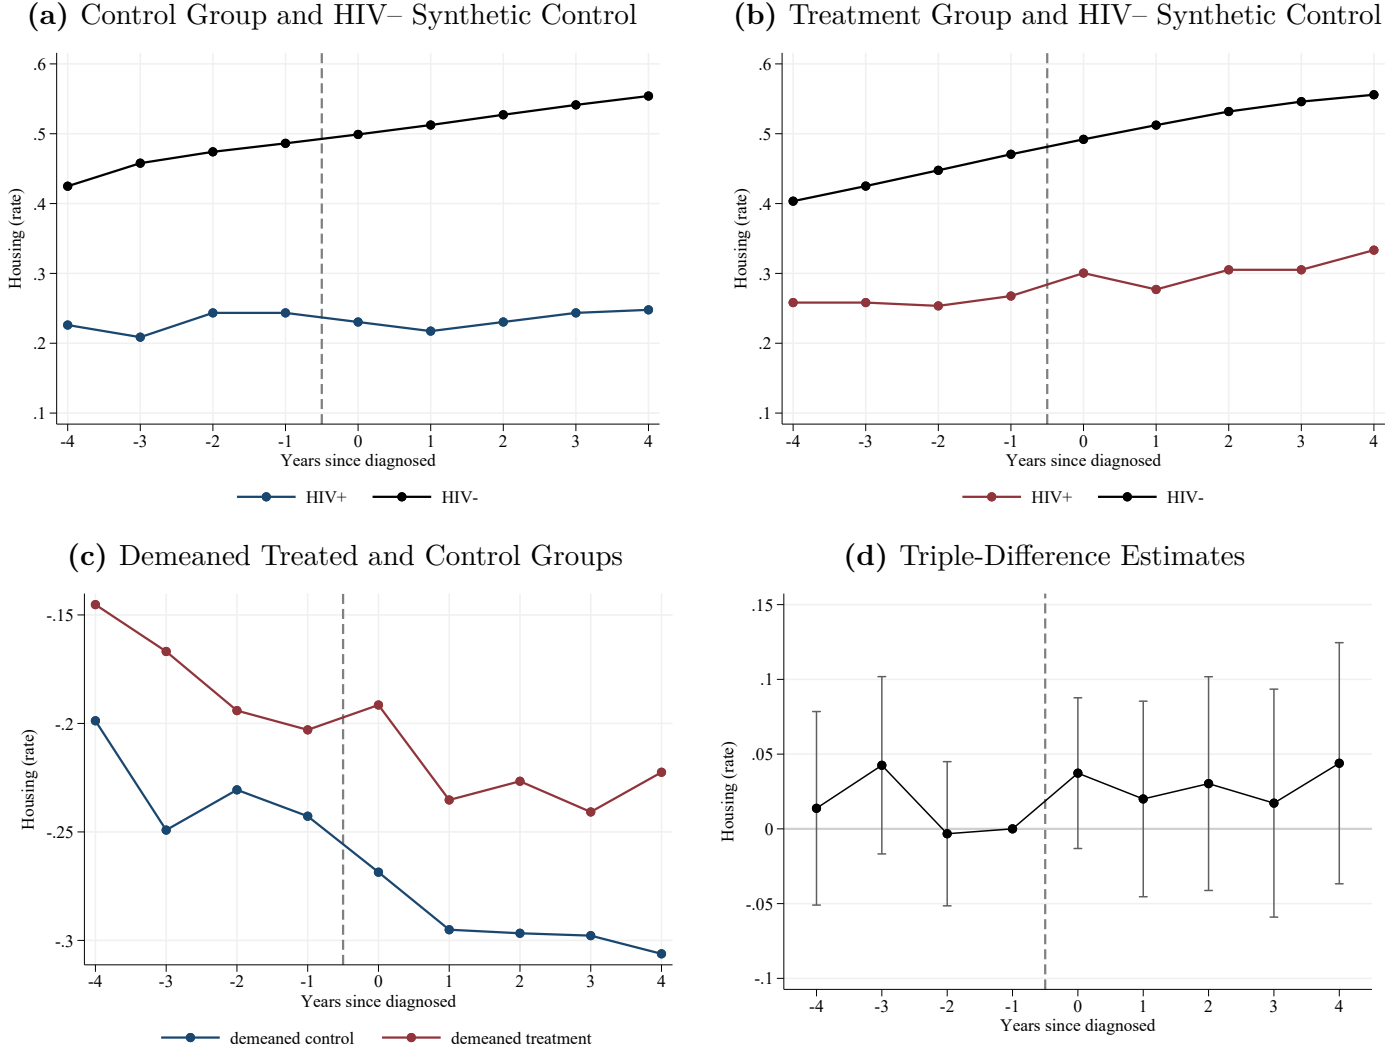 (a) Control Group and HIV– Synthetic Control
.6
.5
.4
.3
.2
.1
Housing (rate)
-4 -3 -2 -1 0 1 2 3 4
Years since diagnosed
HIV+ HIV-
(b) Treatment Group and HIV– Synthetic Control
.6
.5
.4
.3
.2
.1
Housing (rate)
-4 -3 -2 -1 0 1 2 3 4
Years since diagnosed
HIV+ HIV-
(c) Demeaned Treated and Control Groups
-.15
-.2
-.25
-.3
Housing (rate)
-4 -3 -2 -1 0 1 2 3 4
Years since diagnosed
demeaned control demeaned treatment
(d) Triple-Difference Estimates
.15
.1
.05
0
-.05
-.1
Housing (rate)
-4 -3 -2 -1 0 1 2 3 4
Years since diagnosed